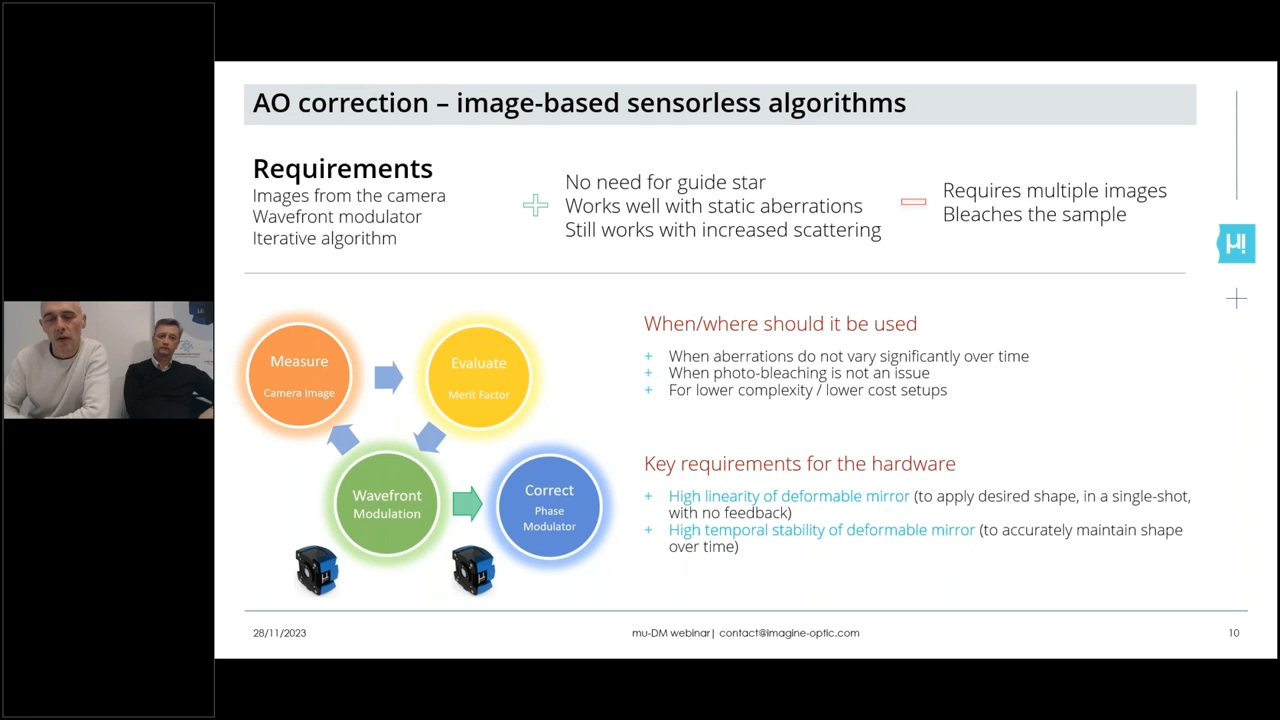 AO correction – image-based sensorless algorithms
Requirements
Images from the camera
Wavefront modulator
Iterative algorithm
No need for guide star
Works well with static aberrations
Still works with increased scattering
Requires multiple images
Bleaches the sample
µ!
Measure
Camera Image
Evaluate
Merit Factor
Wavefront
Modulation
Correct
Phase
Modulator
When/where should it be used
+ When aberrations do not vary significantly over time
+ When photo-bleaching is not an issue
+ For lower complexity / lower cost setups
Key requirements for the hardware
+ High linearity of deformable mirror (to apply desired shape, in a single-shot,
with no feedback)
+ High temporal stability of deformable mirror (to accurately maintain shape
over time)
28/11/2023
mu-DM webinar| contact@imagine-optic.com
10